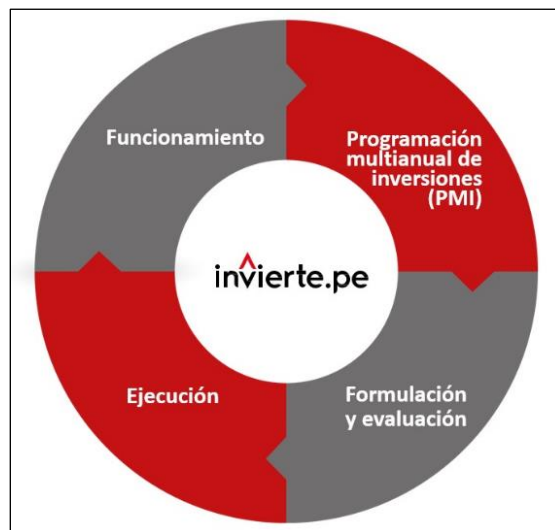 Funcionamiento
Programación
multianual de
inversiones
(PMI)
invierte.pe
Ejecución
Formulación
y evaluación